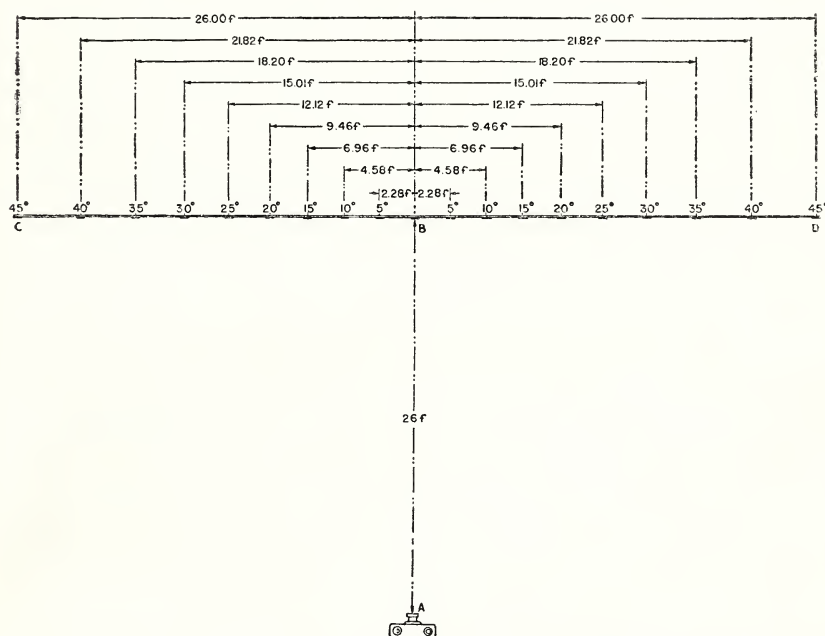 26.00f 26.00f
21.82f 21.82f
18.20f 18.20f
15.01f 15.01f
12.12f 12.12f
9.46f 9.46f
6.96f 6.96f
4.58f 4.58f
2.28f 2.28f
45° 40° 35° 30° 25° 20° 15° 10° 5° 5° 10° 15° 20° 25° 30° 35° 40° 45°
C B D
26f
A